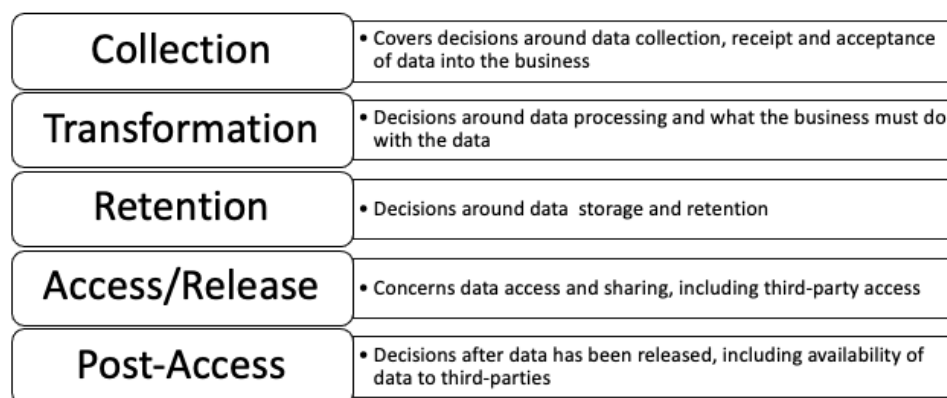 Collection
• Covers decisions around data collection, receipt and acceptance
of data into the business
Transformation
• Decisions around data processing and what the business must do
with the data
Retention
• Decisions around data  storage and retention
Access/Release
• Concerns data access and sharing, including third-party access
Post-Access
• Decisions after data has been released, including availability of
data to third-parties